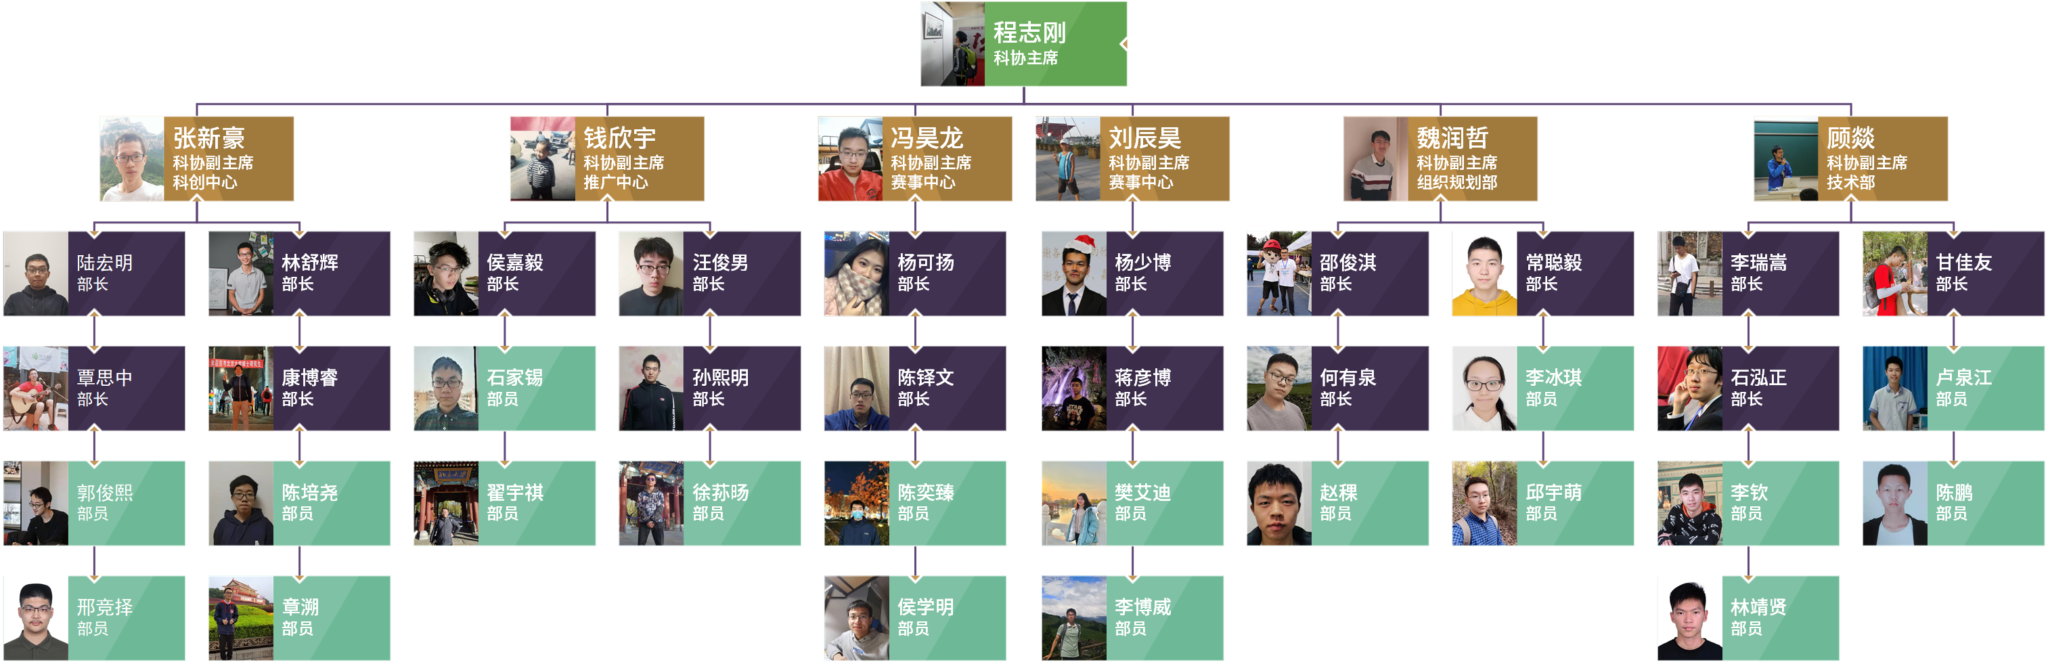 程志刚
科协主席
张新豪
科协副主席
科创中心
钱欣宇
科协副主席
推广中心
冯昊龙
科协副主席
赛事中心
刘辰昊
科协副主席
赛事中心
魏润哲
科协副主席
组织规划部
顾燚
科协副主席
技术部
陆宏明
部长
林舒辉
部长
侯嘉毅
部长
汪俊男
部长
杨可扬
部长
杨少博
部长
邵俊淇
部长
常聪毅
部长
李瑞嵩
部长
甘佳友
部长
覃思中
部长
康博睿
部长
石家锡
部员
孙熙明
部长
陈铎文
部长
蒋彦博
部长
何有泉
部长
李冰琪
部员
石泓正
部长
卢泉江
部员
郭俊熙
部员
陈培尧
部员
翟宇祺
部员
徐荪旸
部员
陈奕臻
部员
樊艾迪
部员
赵稞
部员
邱宇萌
部员
李钦
部员
陈鹏
部员
邢竞择
部员
章溯
部员
侯学明
部员
李博威
部员
林靖贤
部员